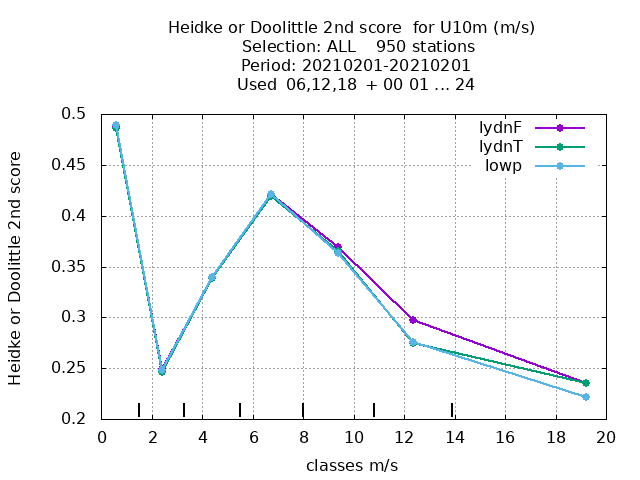 Heidke or Doolittle 2nd score  for U10m (m/s)
Selection: ALL    950 stations
Period: 20210201-20210201
Used  06,12,18  + 00 01 ... 24
lydnF
lydnT
lowp
Heidke or Doolittle 2nd score
0.5
0.45
0.4
0.35
0.3
0.25
0.2
0 2 4 6 8 10 12 14 16 18 20
classes m/s